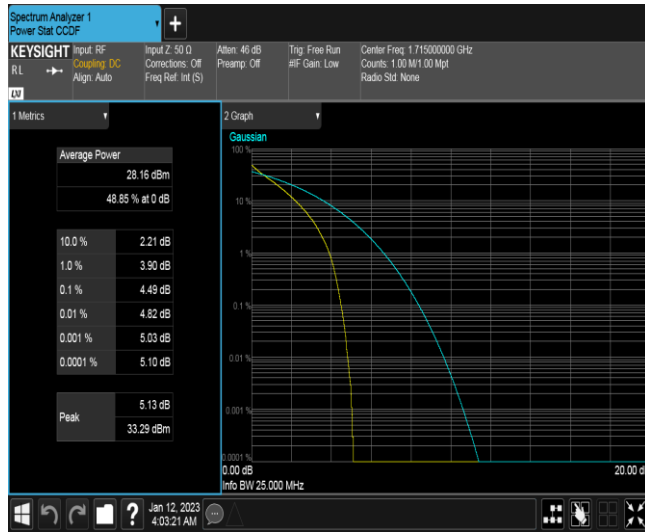 Spectrum Analyzer 1
Power Stat CCDF
+
KEYSIGHT
RL
LXI
Input: RF
Coupling: DC
Align: Auto
Input Z: 50 Ω
Corrections: Off
Freq Ref: Int (S)
Atten: 46 dB
Preamp: Off
Trig: Free Run
#IF Gain: Low
Center Freq: 1.715000000 GHz
Counts: 1.00 M/1.00 Mpt
Radio Std: None
1 Metrics
Average Power
28.16 dBm
48.85 % at 0 dB
10.0 % 2.21 dB
1.0 % 3.90 dB
0.1 % 4.49 dB
0.01 % 4.82 dB
0.001 % 5.03 dB
0.0001 % 5.10 dB
Peak
5.13 dB
33.29 dBm
2 Graph
Gaussian
100 %
10 %
1 %
0.1 %
0.01 %
0.001 %
0.0001 %
0.00 dB
20.00 d
Info BW 25.000 MHz
?
Jan 12, 2023
4:03:21 AM